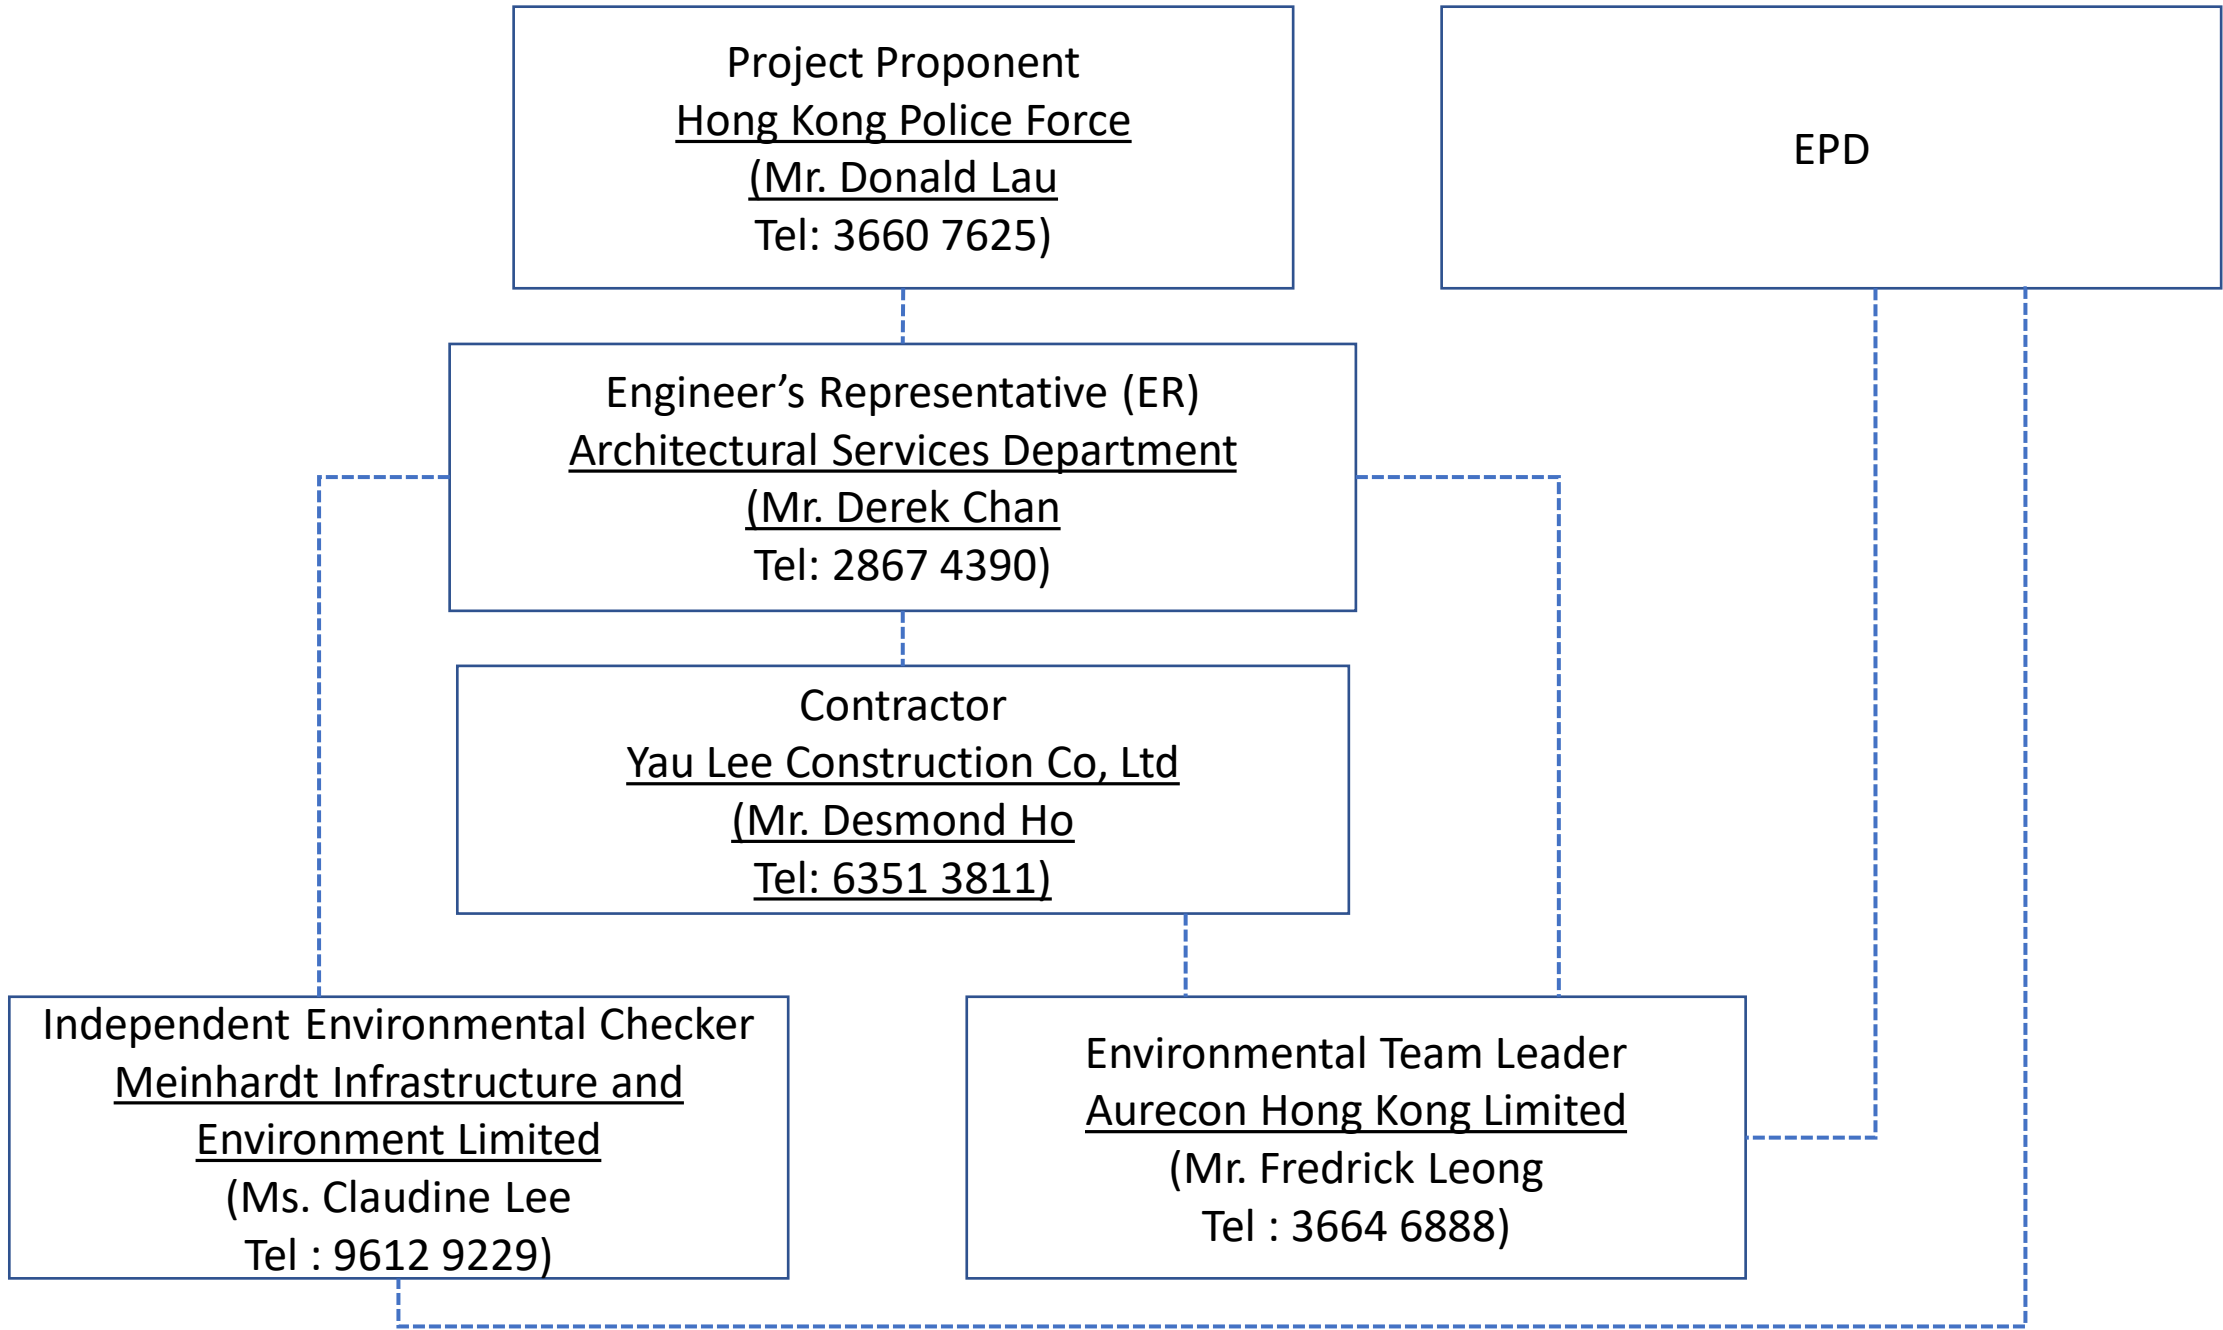 Project Proponent
Hong Kong Police Force
(Mr. Donald Lau
Tel: 3660 7625)
EPD
Engineer’s Representative (ER)
Architectural Services Department
(Mr. Derek Chan
Tel: 2867 4390)
Contractor
Yau Lee Construction Co, Ltd
(Mr. Desmond Ho
Tel: 6351 3811)
Independent Environmental Checker
Meinhardt Infrastructure and
Environment Limited
(Ms. Claudine Lee
Tel : 9612 9229)
Environmental Team Leader
Aurecon Hong Kong Limited
(Mr. Fredrick Leong
Tel : 3664 6888)